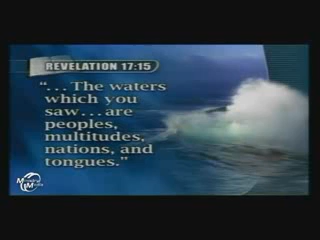 REVELATION 17:15
“... The waters
which you
saw...are
peoples,
multitudes,
nations, and
tongues.”